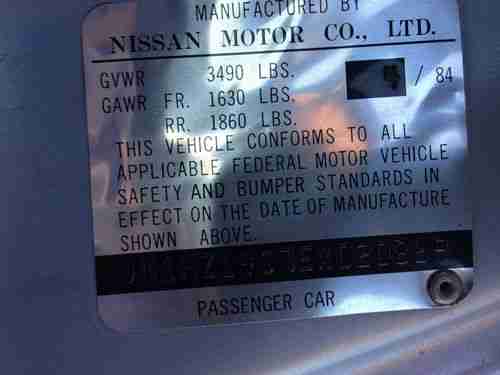 MANUFACTURED BY
NISSAN MOTOR CO., LTD.
GVWR 3490 LBS. / 84
GAWR FR. 1630 LBS.
RR. 1860 LBS.
THIS VEHICLE CONFORMS TO ALL
APPLICABLE FEDERAL MOTOR VEHICLE
SAFETY AND BUMPER STANDARDS IN
EFFECT ON THE DATE OF MANUFACTURE
SHOWN ABOVE.
PASSENGER CAR